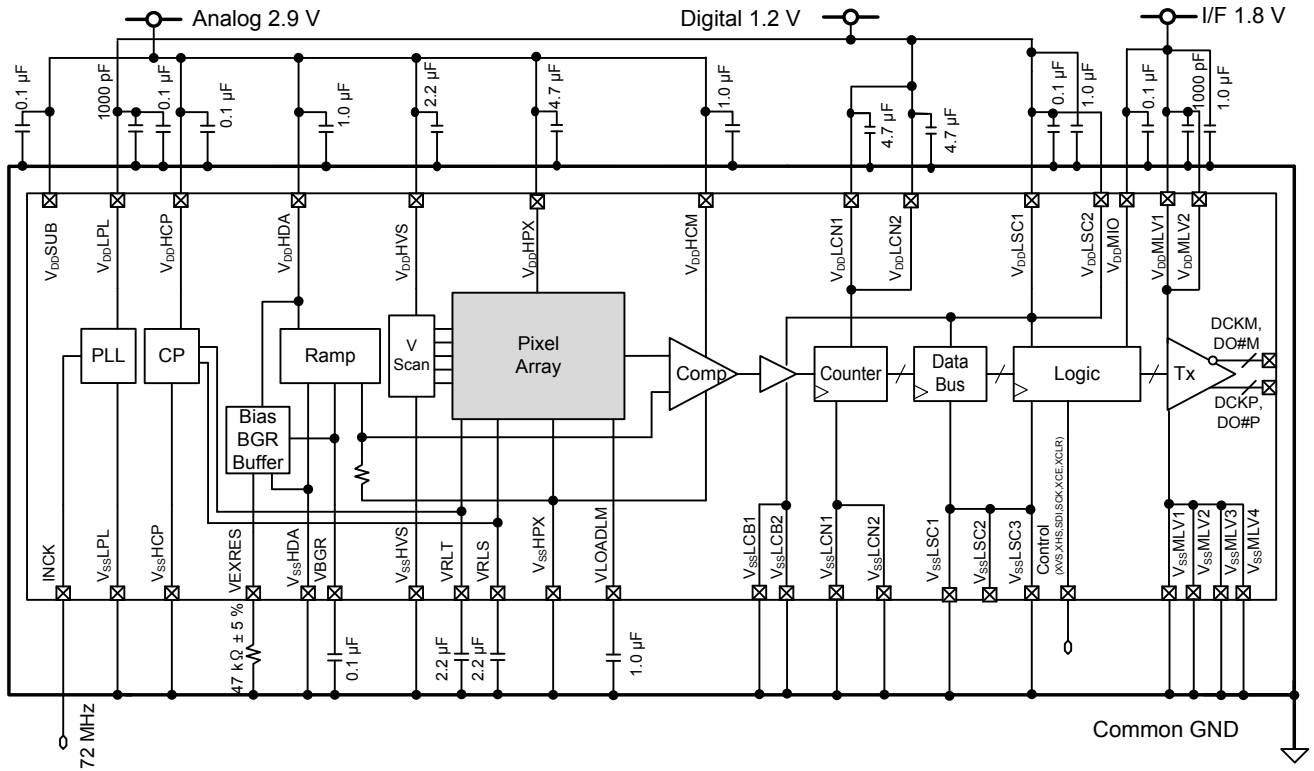 Analog 2.9 V
Digital 1.2 V
I/F 1.8 V
0.1 µF
1000 pF
0.1 µF
0.1 µF
1.0 µF
2.2 µF
4.7 µF
1.0 µF
4.7 µF
4.7 µF
0.1 µF
1.0 µF
0.1 µF
1000 pF
1.0 µF
VDDSUB
VDDLPL
VDDHCP
VDDHDA
VDDHVS
VDDHPX
VDDHCM
VDDLCN1
VDDLCN2
VDDLSC1
VDDLSC2
VDDMIO
VDDMLV1
VDDMLV2
PLL
CP
Ramp
V
Scan
Pixel
Array
Comp
Counter
Data
Bus
Logic
Tx
DCKM,
DO#M
DCKP,
DO#P
Bias
BGR
Buffer
INCK
VSSLPL
VSSHCP
VEXRES
VSSHDA
VBGR
VSSHVS
VRLT
VRLS
VSSHPX
VLOADLM
VSSLCB1
VSSLCB2
VSSLCN1
VSSLCN2
VSSLSC1
VSSLSC2
VSSLSC3
Control
(XVS,XHS,SDI,SCK,XCE,XCLR)
VSSMLV1
VSSMLV2
VSSMLV3
VSSMLV4
47 kΩ ± 5 %
0.1 µF
2.2 µF
2.2 µF
1.0 µF
72 MHz
Common GND